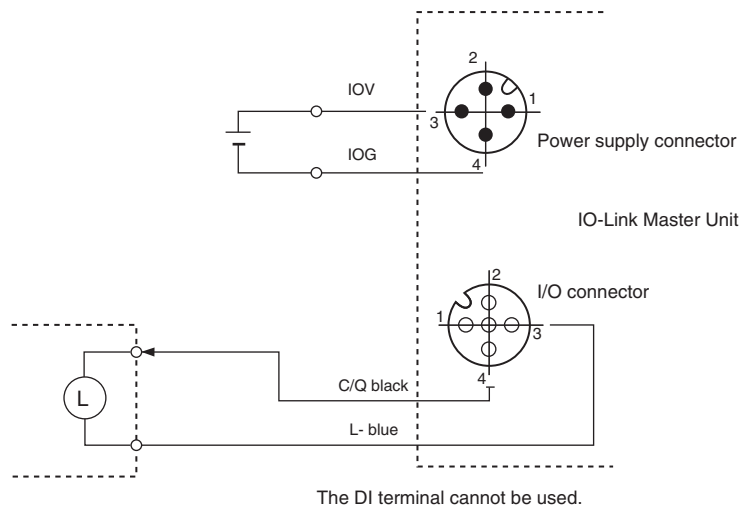 2
IOV
1
3
Power supply connector
IOG
4
IO-Link Master Unit
2
I/O connector
1
3
4
C/Q black
L
L- blue
The DI terminal cannot be used.